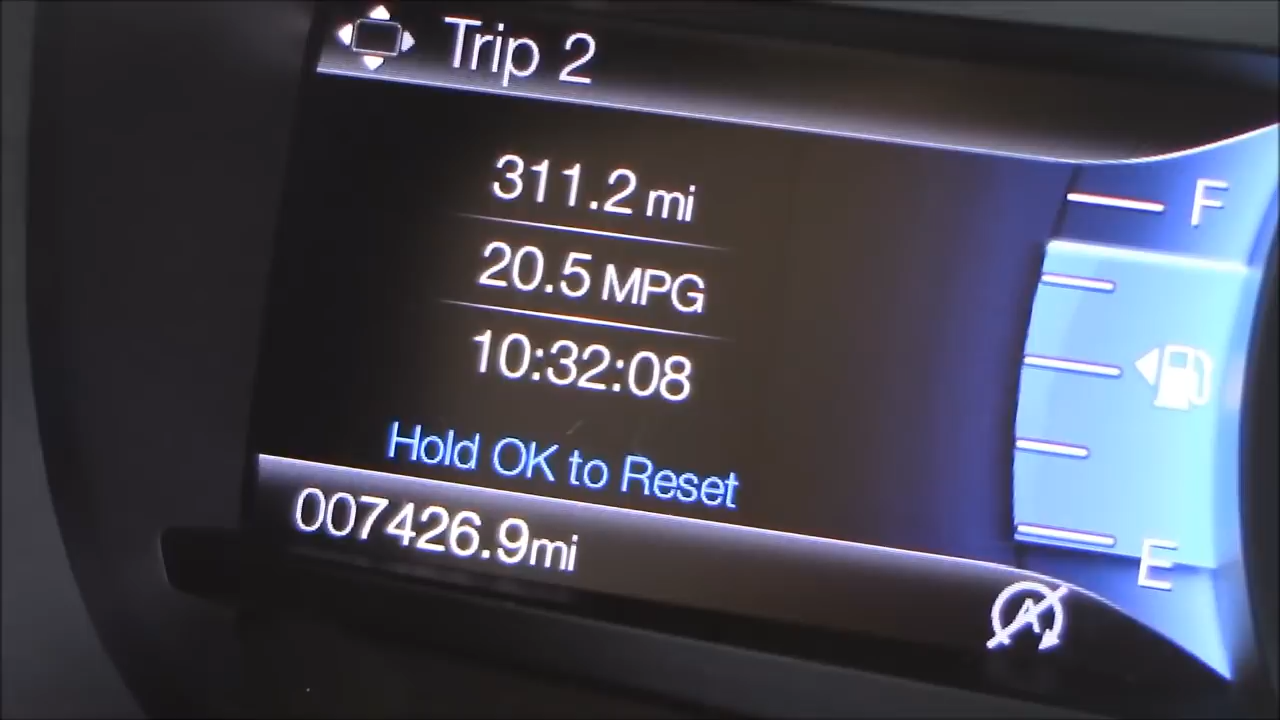 Trip 2
311.2 mi
20.5 MPG
10:32:08
Hold OK to Reset
007426.9mi
F
E
A